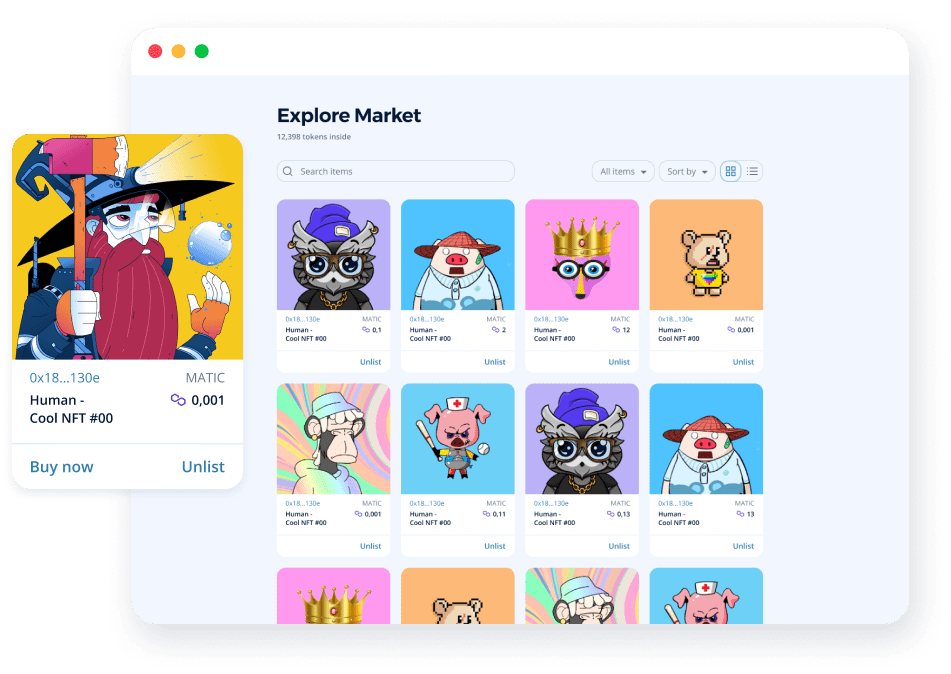 Explore Market
12,398 tokens inside
Search items
All items
Sort by
0x18...130e MATIC
Human - 0,001
Cool NFT #00
Buy now Unlist
0x18...130e MATIC
Human - 0,1
Cool NFT #00
Unlist
0x18...130e MATIC
Human - 2
Cool NFT #00
Unlist
0x18...130e MATIC
Human - 12
Cool NFT #00
Unlist
0x18...130e MATIC
Human - 0,001
Cool NFT #00
Unlist
0x18...130e MATIC
Human - 0,001
Cool NFT #00
Unlist
0x18...130e MATIC
Human - 0,11
Cool NFT #00
Unlist
0x18...130e MATIC
Human - 0,13
Cool NFT #00
Unlist
0x18...130e MATIC
Human - 13
Cool NFT #00
Unlist